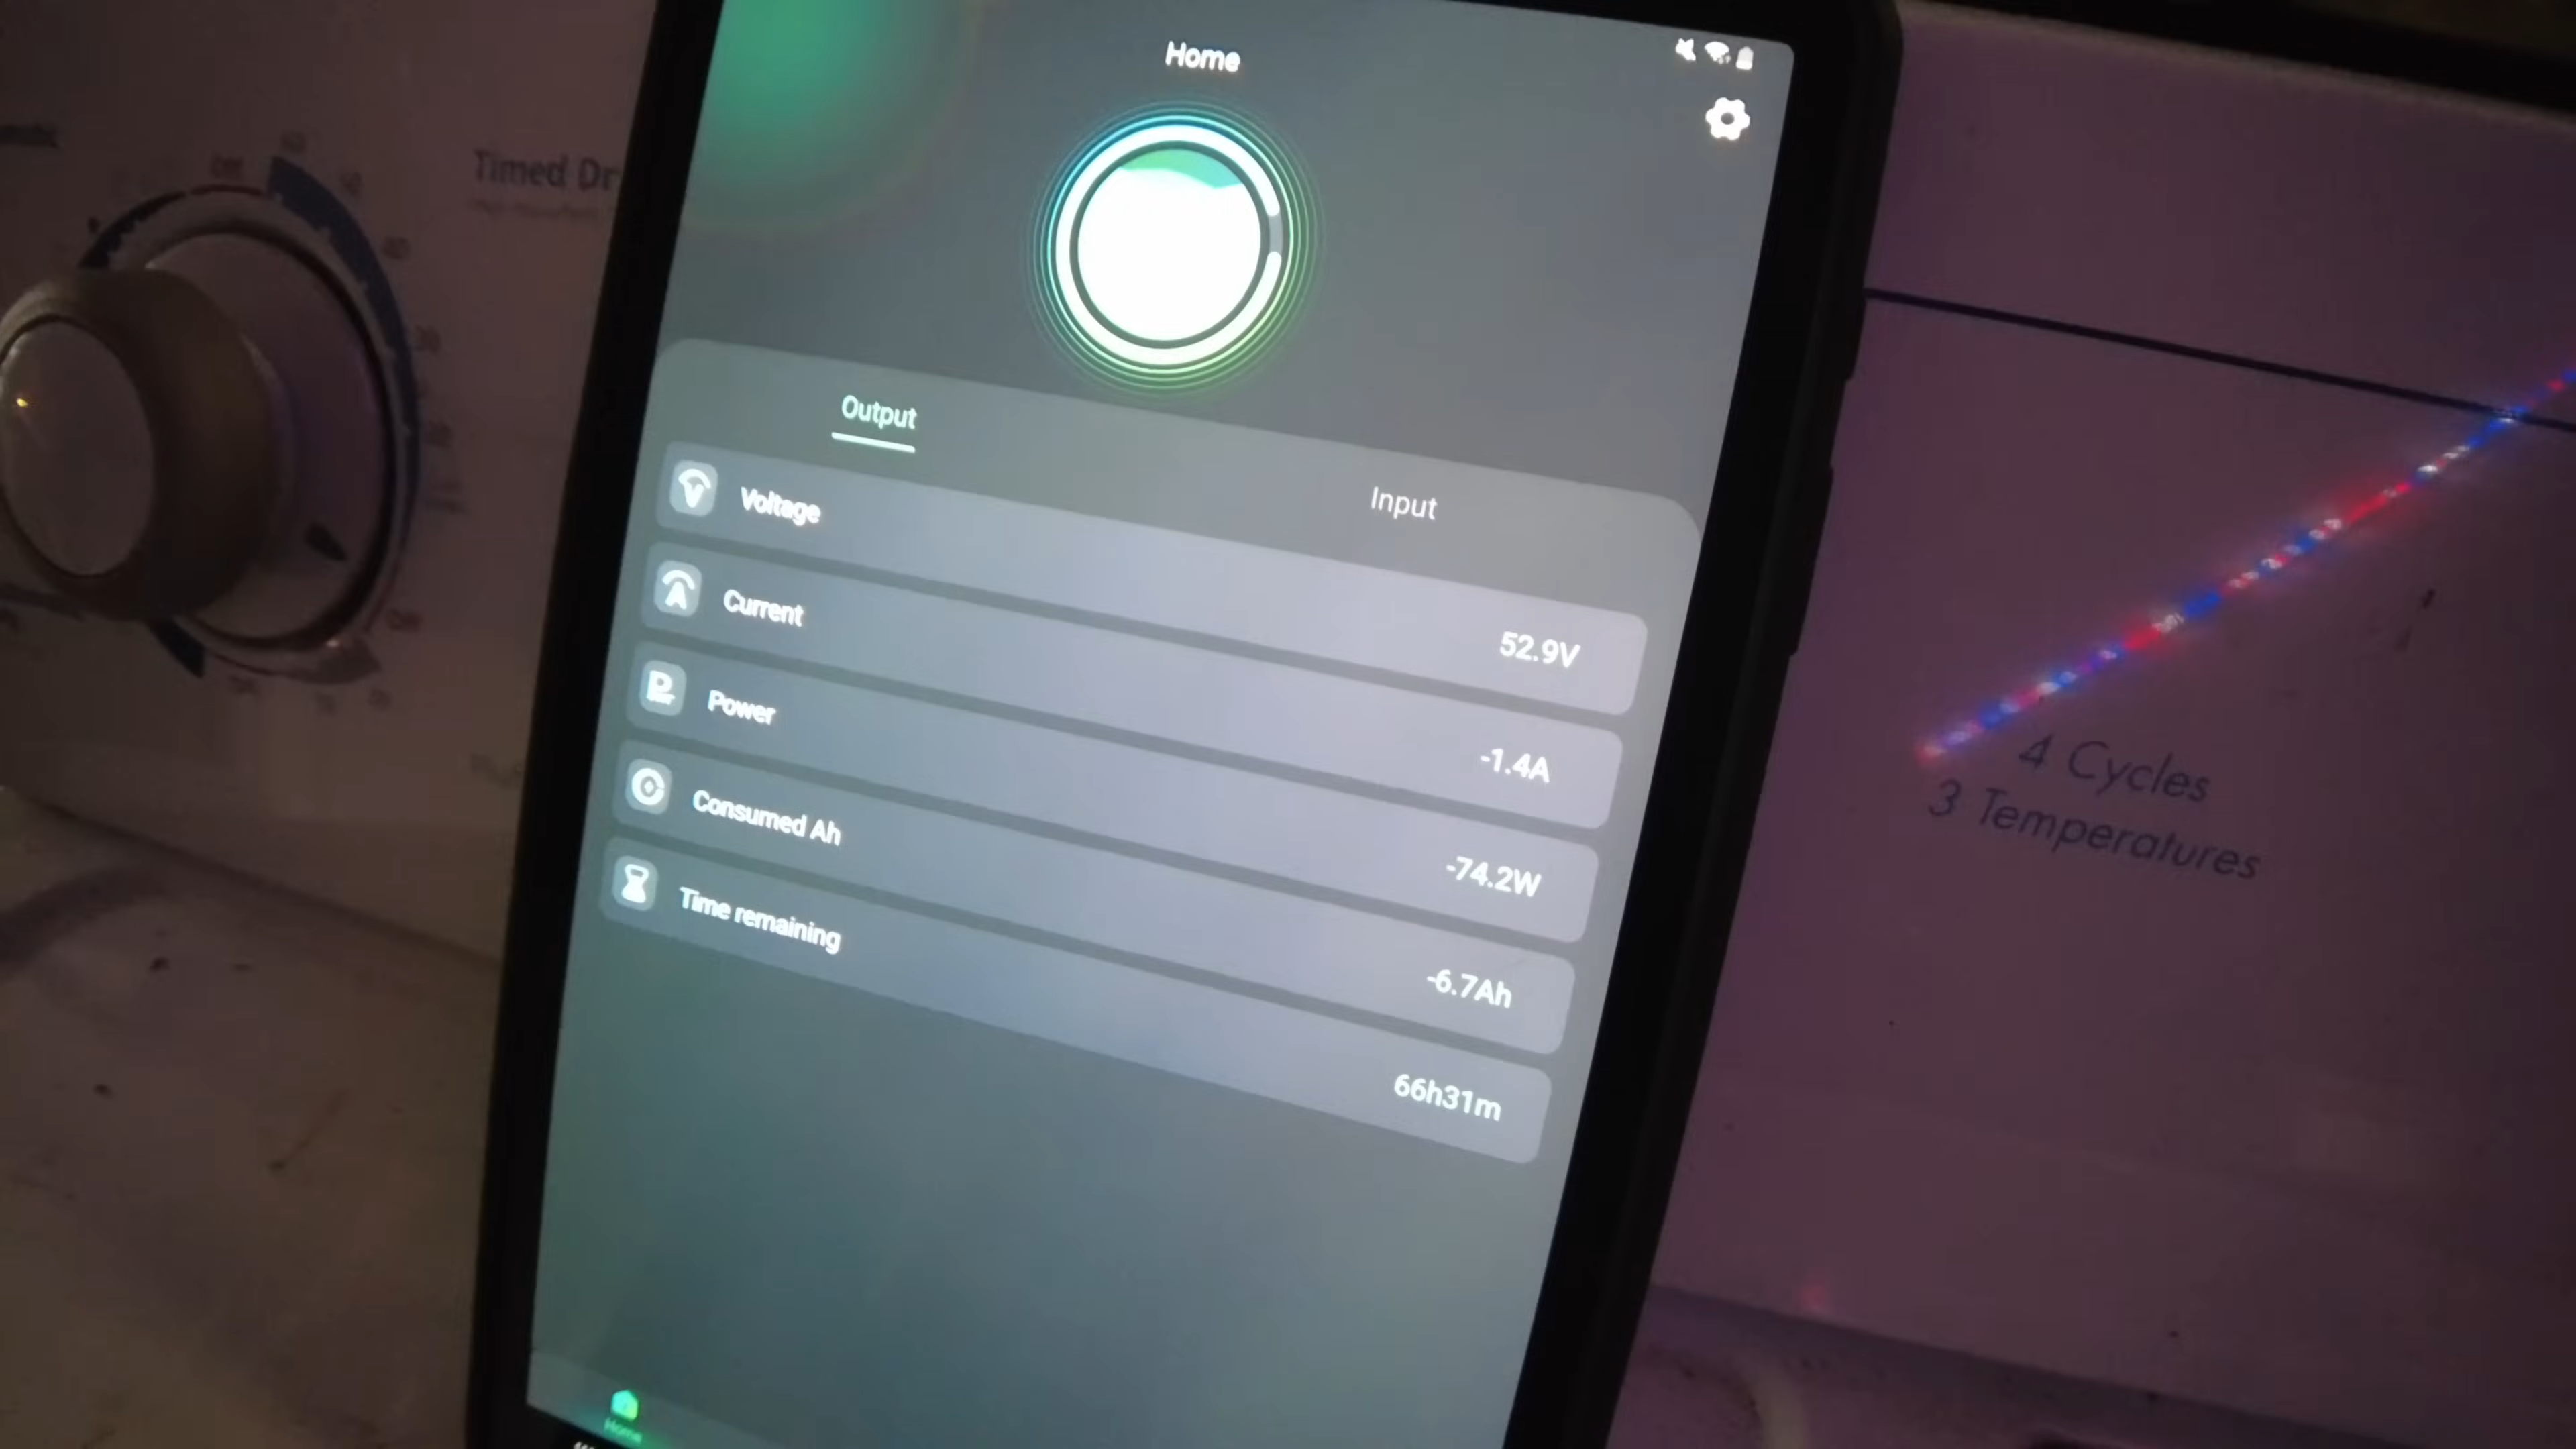 Home
Timed Dr
Output
Input
Voltage
52.9V
Current
-1.4A
Power
-74.2W
Consumed Ah
-6.7Ah
Time remaining
66h31m
4 Cycles
3 Temperatures
Home